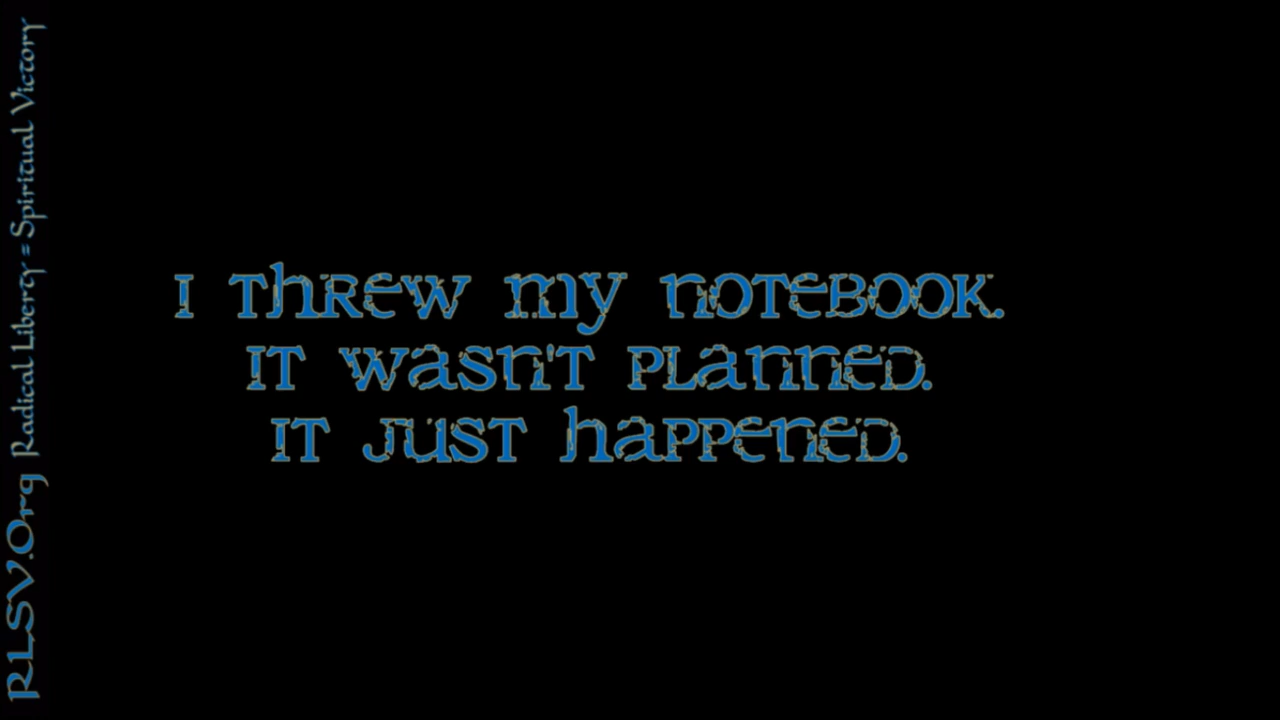 I threw my notebook.
It wasn't planned.
It just happened.
RLSV.Org Radical Liberty = Spiritual Victory